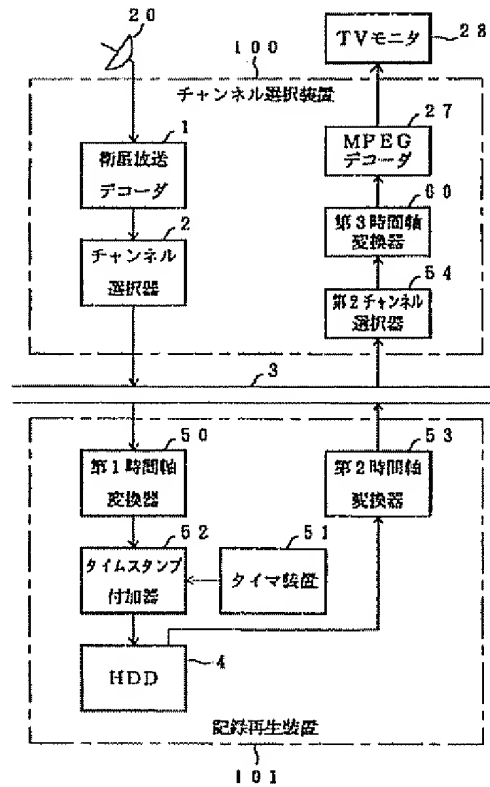 20
TVモニタ
28
100
チャンネル選択装置
1
衛星放送
デコーダ
27
MPEG
デコーダ
2
チャンネル
選択器
60
第3時間軸
変換器
54
第2チャンネル
選択器
3
50
第1時間軸
変換器
53
第2時間軸
変換器
52
タイムスタンプ
付加器
51
タイマ装置
HDD
4
記録再生装置
101